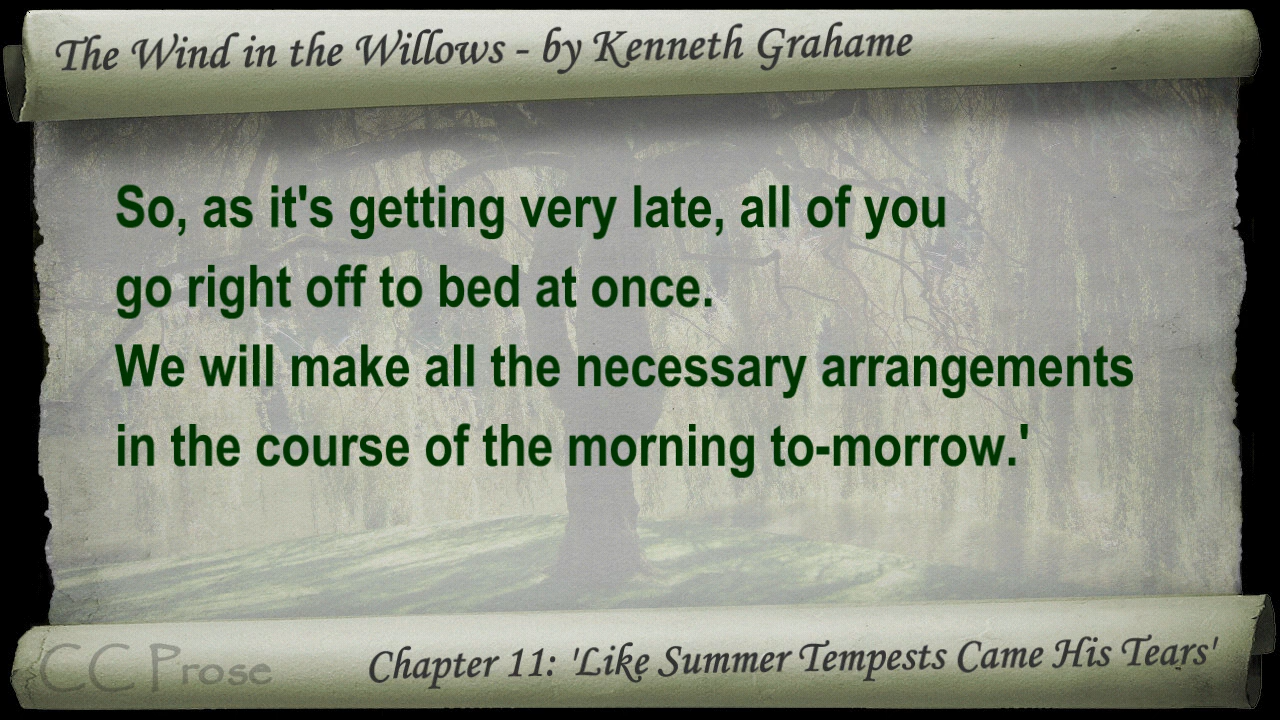 The Wind in the Willows - by Kenneth Grahame
So, as it's getting very late, all of you
go right off to bed at once.
We will make all the necessary arrangements
in the course of the morning to-morrow.'
CC Prose
Chapter 11: 'Like Summer Tempests Came His Tears'